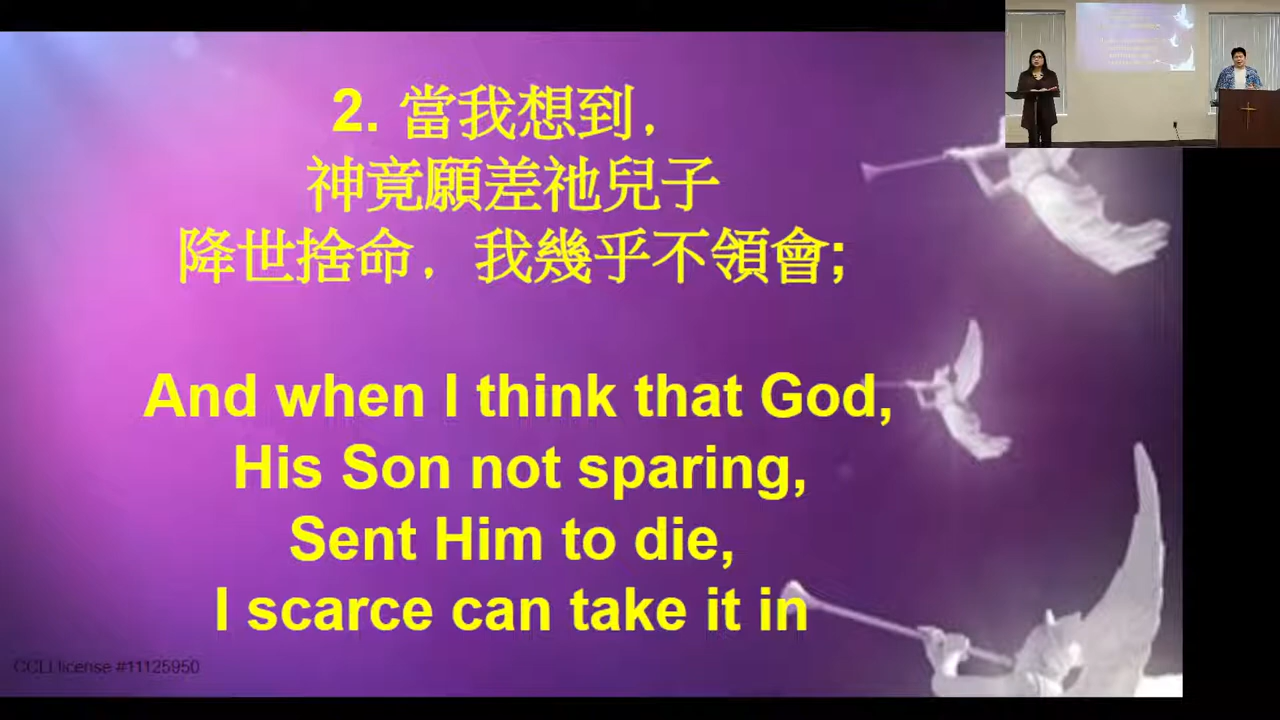 2. 當我想到，
神竟願差祂兒子
降世捨命，我幾乎不領會;
And when I think that God,
His Son not sparing,
Sent Him to die,
I scarce can take it in
CCLI license #11125950